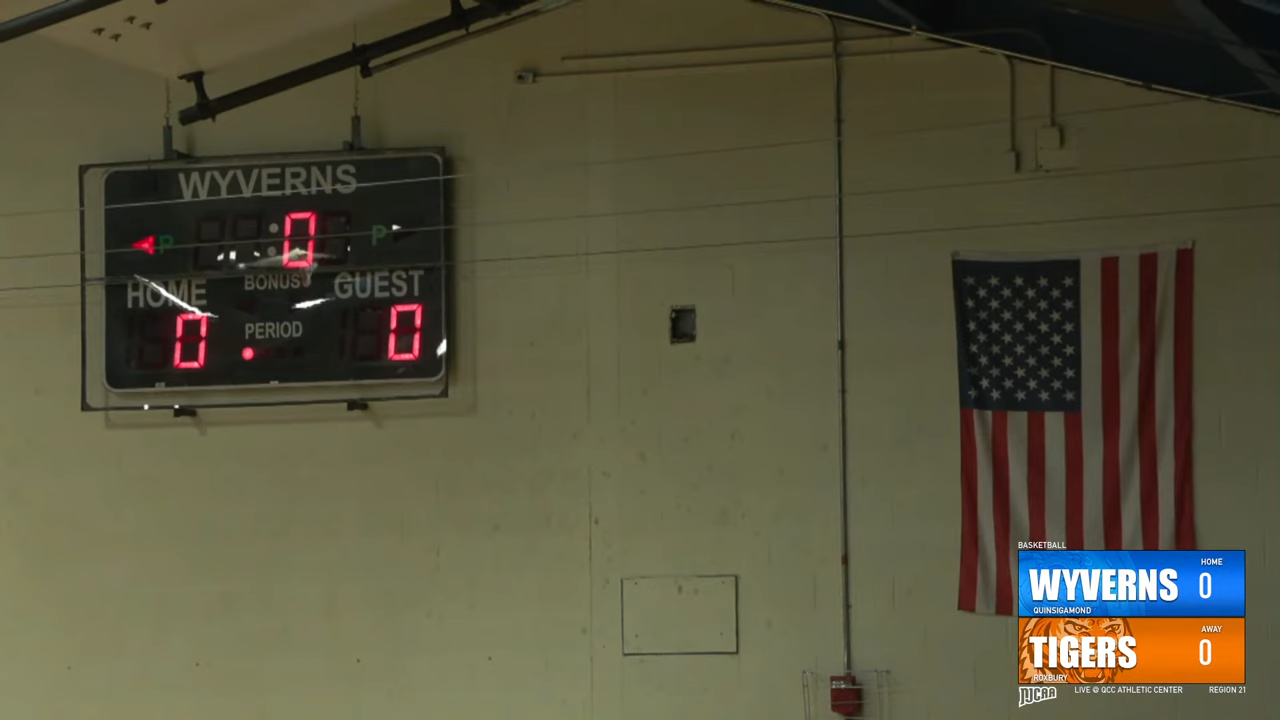 WYVERNS
P 0 P
BONUS
HOME GUEST
0 0
PERIOD
BASKETBALL
HOME
WYVERNS 0
QUINSIGAMOND
AWAY
TIGERS 0
ROXBURY
NJCAA LIVE @ QCC ATHLETIC CENTER REGION 21